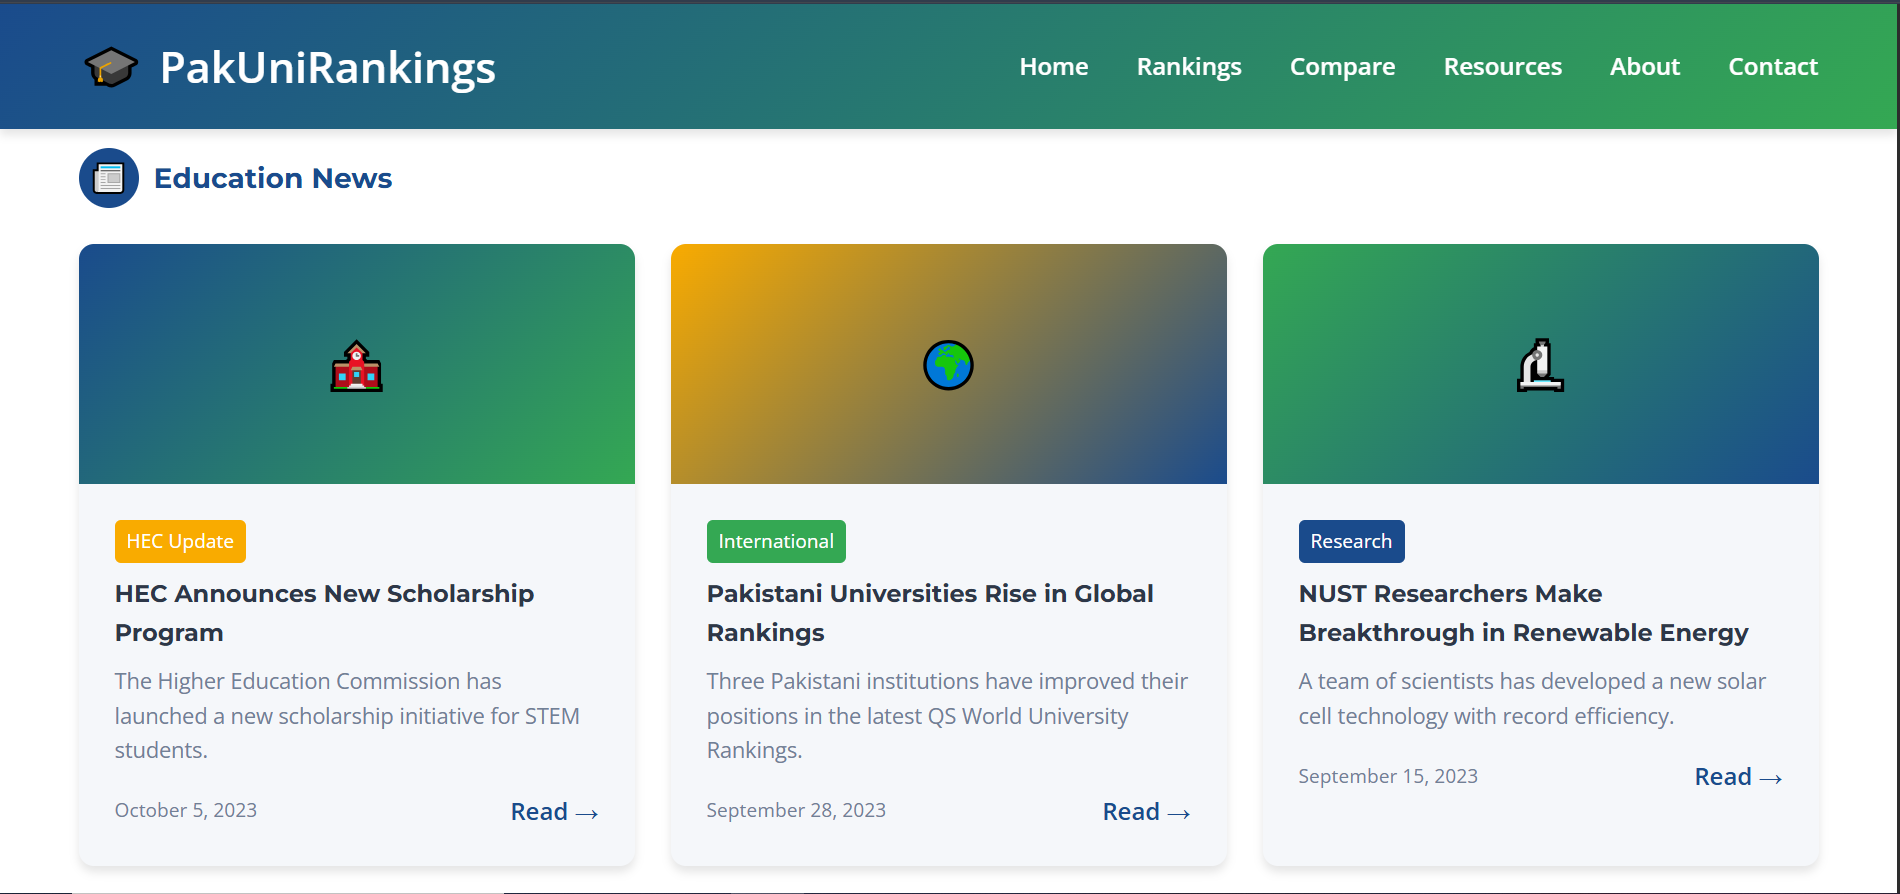 PakUniRankings
Home Rankings Compare Resources About Contact
Education News
HEC Update
HEC Announces New Scholarship
Program
The Higher Education Commission has
launched a new scholarship initiative for STEM
students.
October 5, 2023 Read →
International
Pakistani Universities Rise in Global
Rankings
Three Pakistani institutions have improved their
positions in the latest QS World University
Rankings.
September 28, 2023 Read →
Research
NUST Researchers Make
Breakthrough in Renewable Energy
A team of scientists has developed a new solar
cell technology with record efficiency.
September 15, 2023 Read →